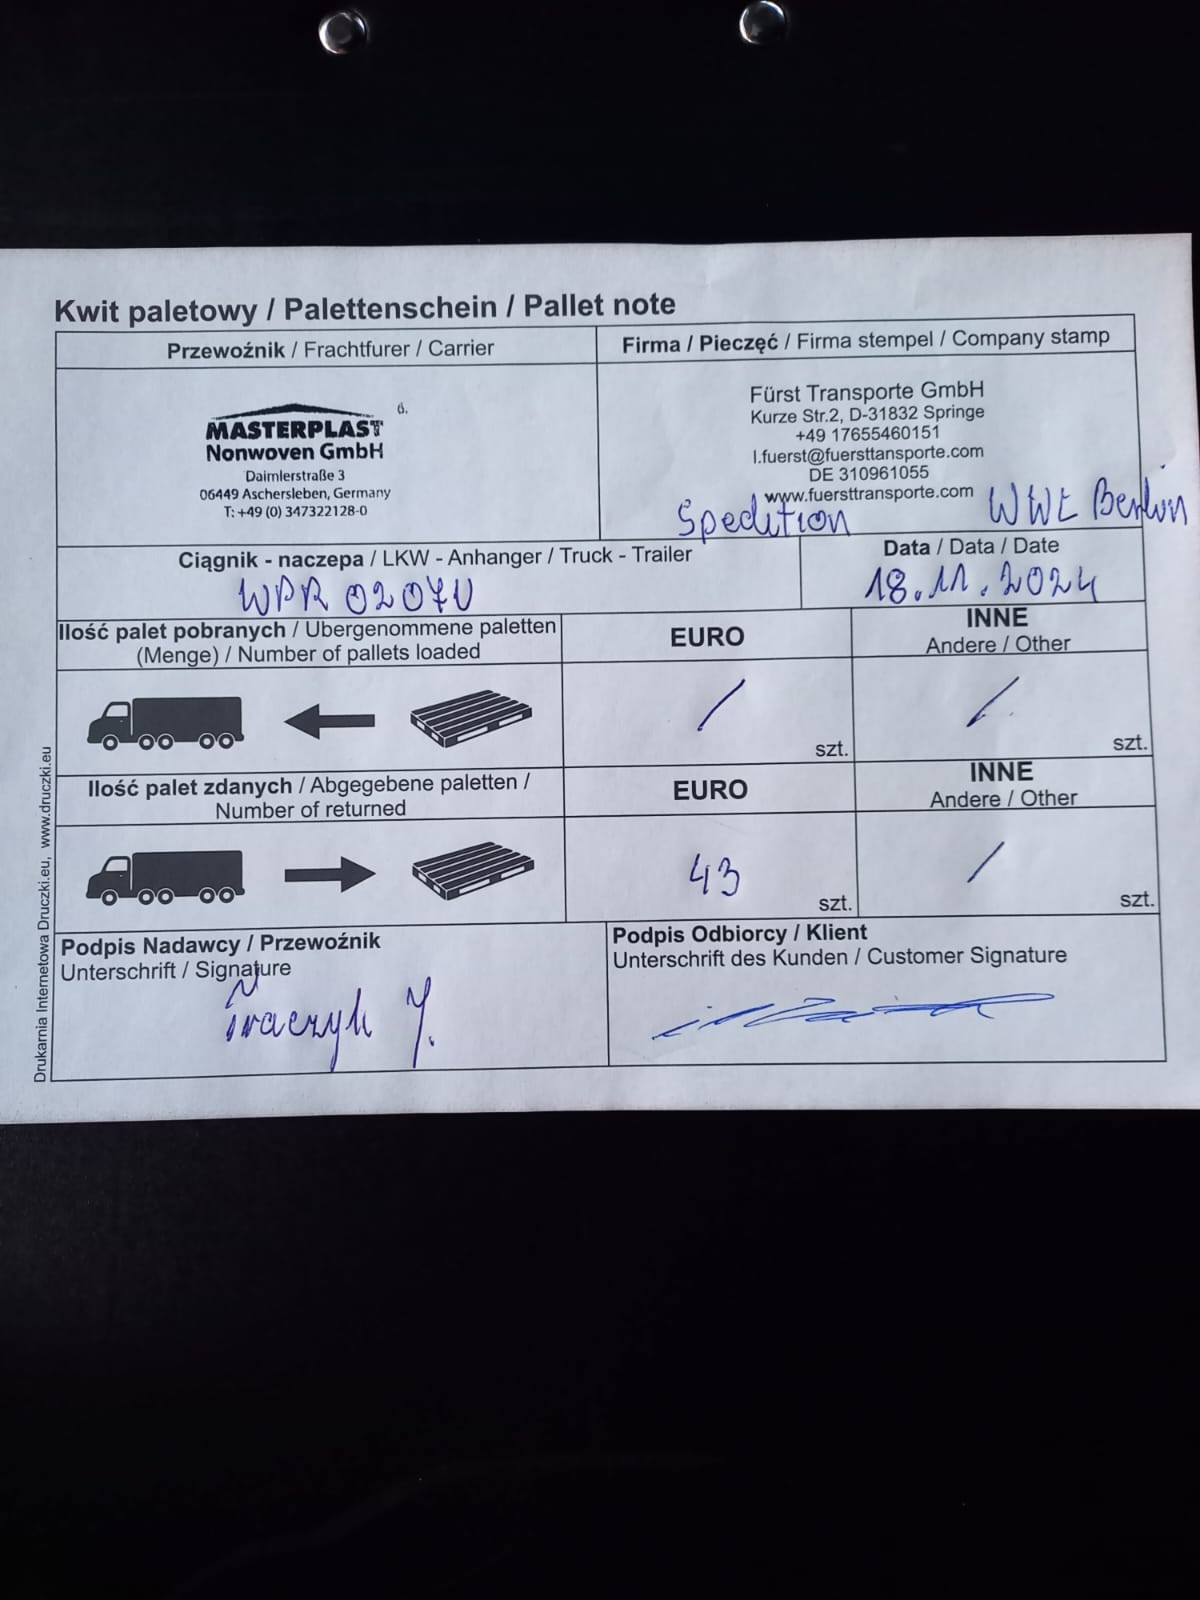 Kwit paletowy / Palettenschein / Pallet note
Przewoźnik / Frachtfurer / Carrier
Firma / Pieczęć / Firma stempel / Company stamp
MASTERPLAST
Nonwoven GmbH
Daimlerstraße 3
06449 Aschersleben, Germany
T: +49 (0) 347322128-0
Fürst Transporte GmbH
Kurze Str.2, D-31832 Springe
+49 17655460151
l.fuerst@fuersttansporte.com
DE 310961055
www.fuersttransporte.com
Spedition WWL Berlin
Ciągnik - naczepa / LKW - Anhanger / Truck - Trailer
WPR 0207U
Data / Data / Date
18.11.2024
Ilość palet pobranych / Ubergenommene paletten
(Menge) / Number of pallets loaded
EURO
INNE
Andere / Other
/
szt.
/
szt.
Ilość palet zdanych / Abgegebene paletten /
Number of returned
EURO
INNE
Andere / Other
43
szt.
/
szt.
Podpis Nadawcy / Przewoźnik
Unterschrift / Signature
Podpis Odbiorcy / Klient
Unterschrift des Kunden / Customer Signature
Drukarnia Internetowa Druczki.eu, www.druczki.eu